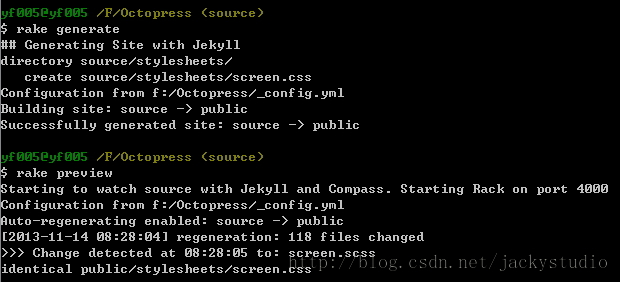 yf005@yf005 /F/Octopress (source)
$ rake generate
## Generating Site with Jekyll
directory source/stylesheets/
   create source/stylesheets/screen.css
Configuration from f:/Octopress/_config.yml
Building site: source -> public
Successfully generated site: source -> public

yf005@yf005 /F/Octopress (source)
$ rake preview
Starting to watch source with Jekyll and Compass. Starting Rack on port 4000
Configuration from f:/Octopress/_config.yml
Auto-regenerating enabled: source -> public
[2013-11-14 08:28:04] regeneration: 118 files changed
>>> Change detected at 08:28:05 to: screen.scss
identical public/stylesheets/screen.css
http://blog.csdn.net/jackystudio